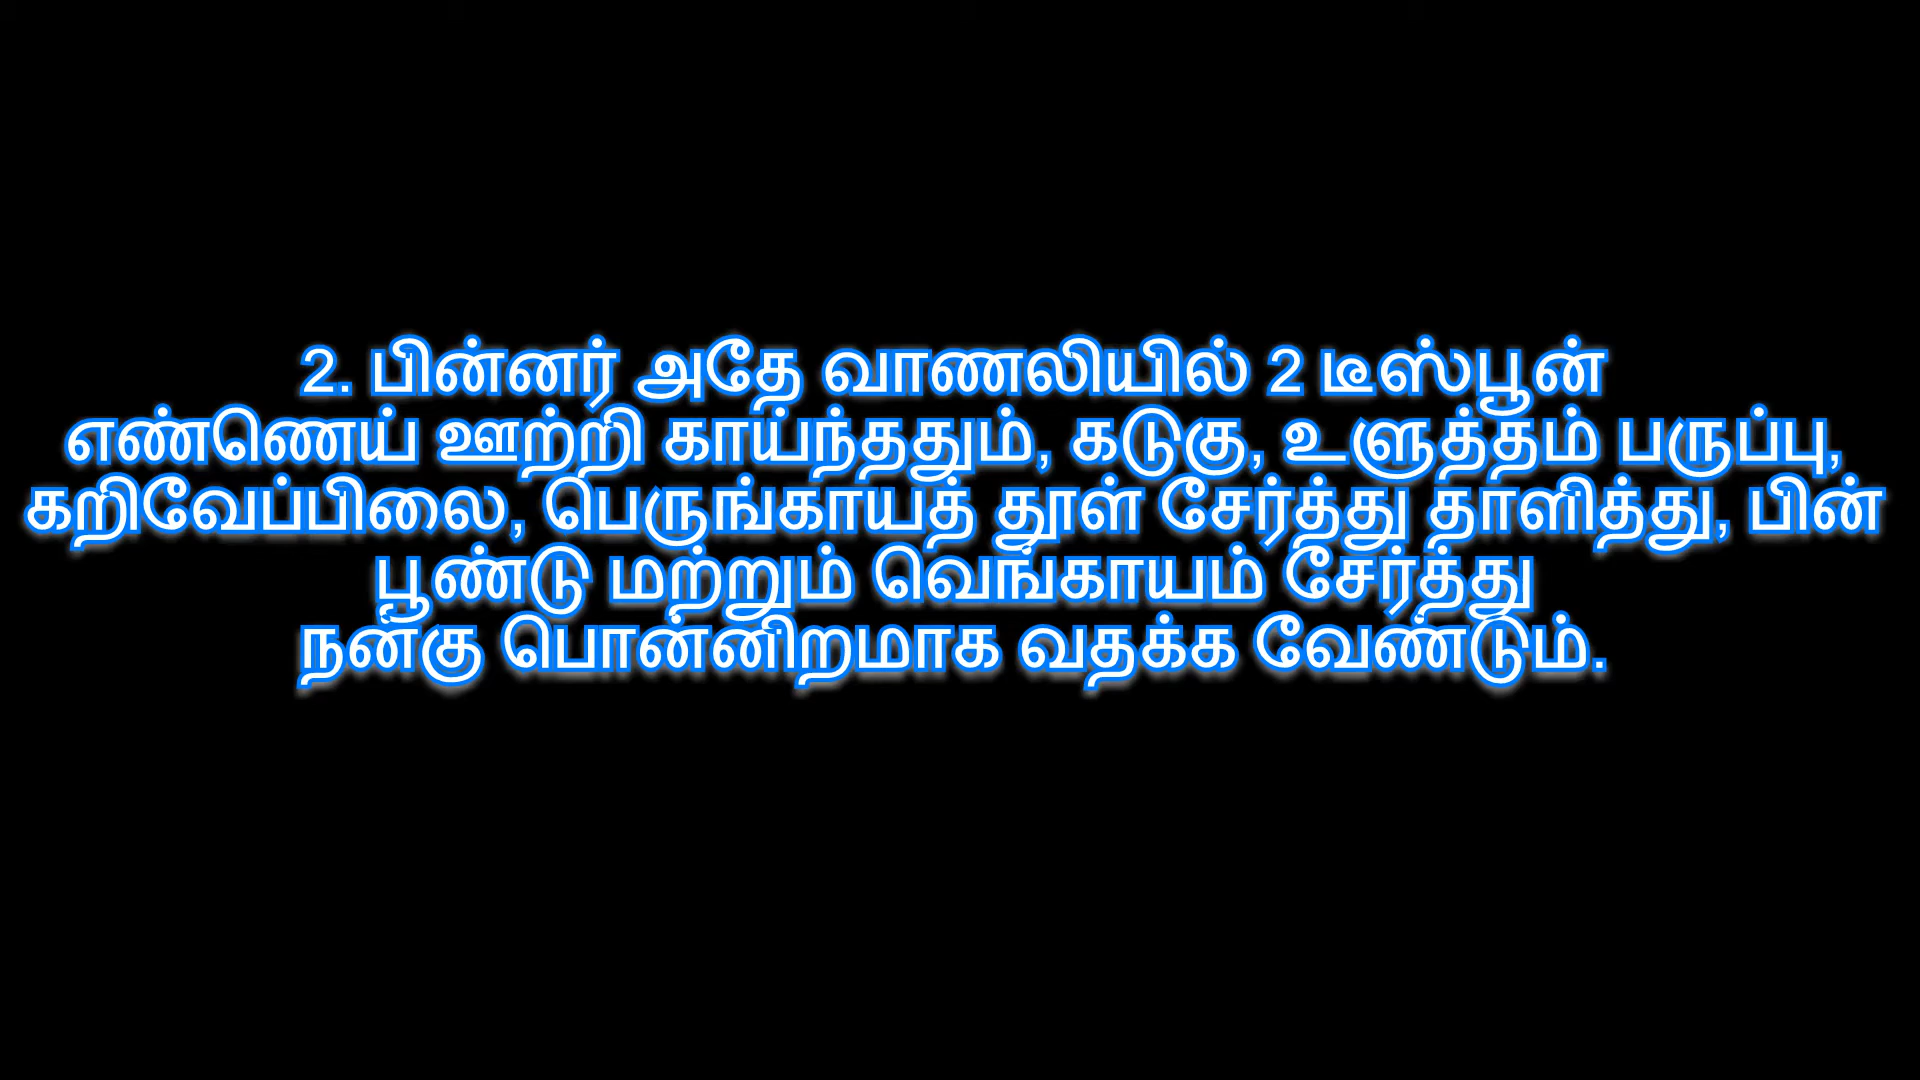 2. பின்னர் அதே வாணலியில் 2 டீஸ்பூன்
எண்ணெய் ஊற்றி காய்ந்ததும், கடுகு, உளுத்தம் பருப்பு,
கறிவேப்பிலை, பெருங்காயத் தூள் சேர்த்து தாளித்து, பின்
பூண்டு மற்றும் வெங்காயம் சேர்த்து
நன்கு பொன்னிறமாக வதக்க வேண்டும்.